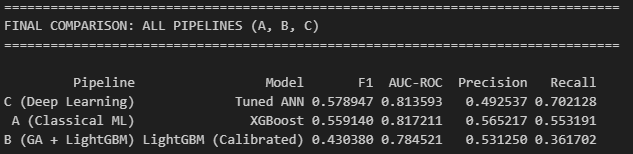 ================================================================================
FINAL COMPARISON: ALL PIPELINES (A, B, C)
================================================================================
Pipeline Model F1 AUC-ROC Precision Recall
C (Deep Learning) Tuned ANN 0.578947 0.813593 0.492537 0.702128
A (Classical ML) XGBoost 0.559140 0.817211 0.565217 0.553191
B (GA + LightGBM) LightGBM (Calibrated) 0.430380 0.784521 0.531250 0.361702